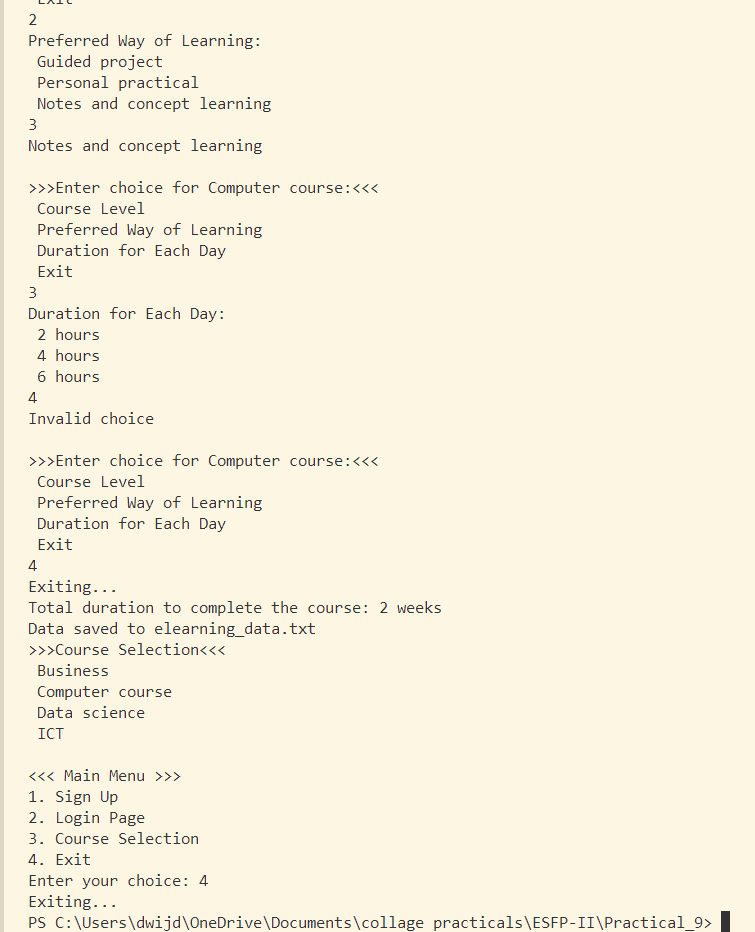 Exit
2
Preferred Way of Learning:
 Guided project
 Personal practical
 Notes and concept learning
3
Notes and concept learning

>>>Enter choice for Computer course:<<<
 Course Level
 Preferred Way of Learning
 Duration for Each Day
 Exit
3
Duration for Each Day:
 2 hours
 4 hours
 6 hours
4
Invalid choice

>>>Enter choice for Computer course:<<<
 Course Level
 Preferred Way of Learning
 Duration for Each Day
 Exit
4
Exiting...
Total duration to complete the course: 2 weeks
Data saved to elearning_data.txt
>>>Course Selection<<<
 Business
 Computer course
 Data science
 ICT

<<< Main Menu >>>
1. Sign Up
2. Login Page
3. Course Selection
4. Exit
Enter your choice: 4
Exiting...
PS C:\Users\dwijd\OneDrive\Documents\collage practicals\ESFP-II\Practical_9>